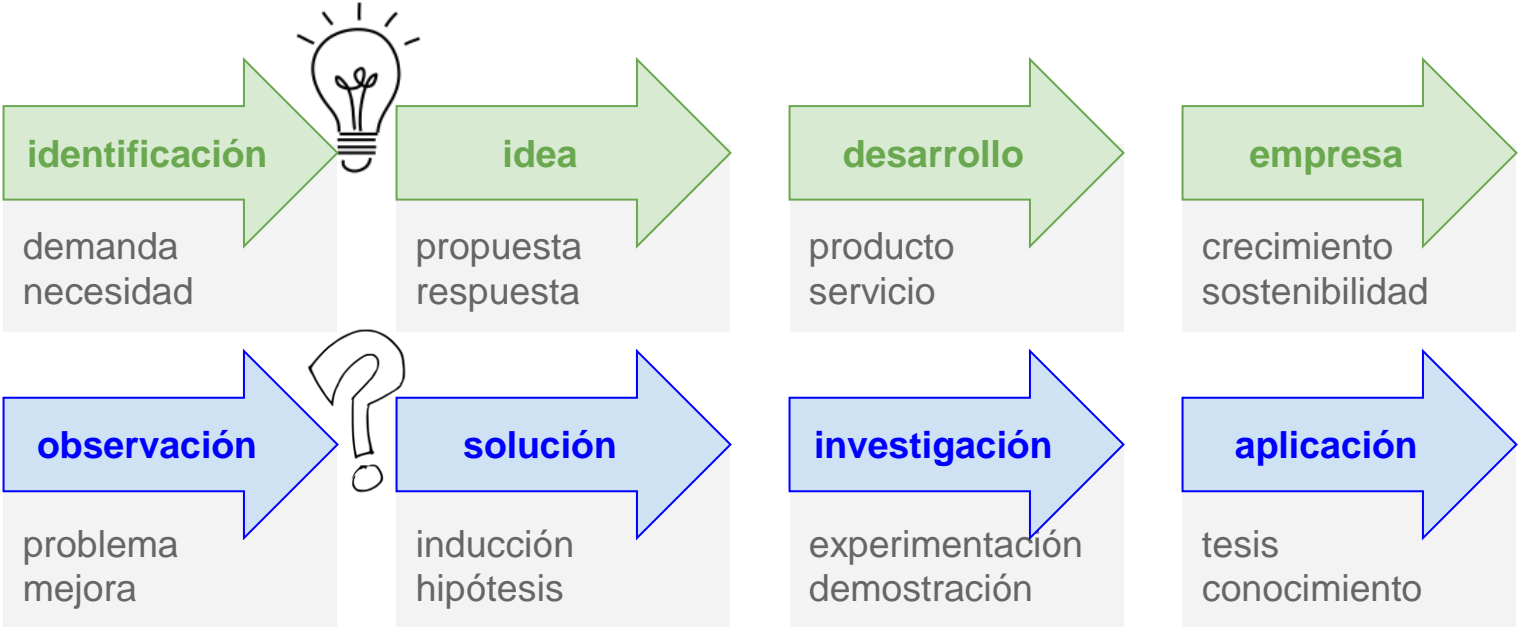 identificación
demanda
necesidad
idea
propuesta
respuesta
desarrollo
producto
servicio
empresa
crecimiento
sostenibilidad
observación
problema
mejora
?
solución
inducción
hipótesis
investigación
experimentación
demostración
aplicación
tesis
conocimiento